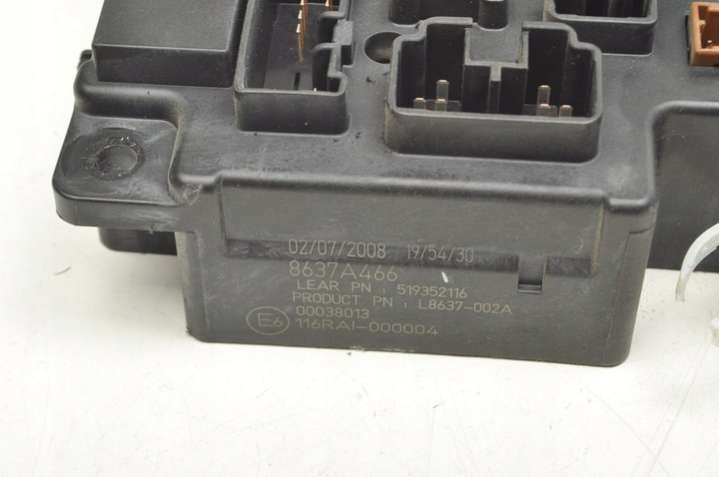 02/07/2008 19/54/30
8637A466
LEAR PN : 519352116
PRODUCT PN : L8637-002A
00038013
E6 116RAI-000004